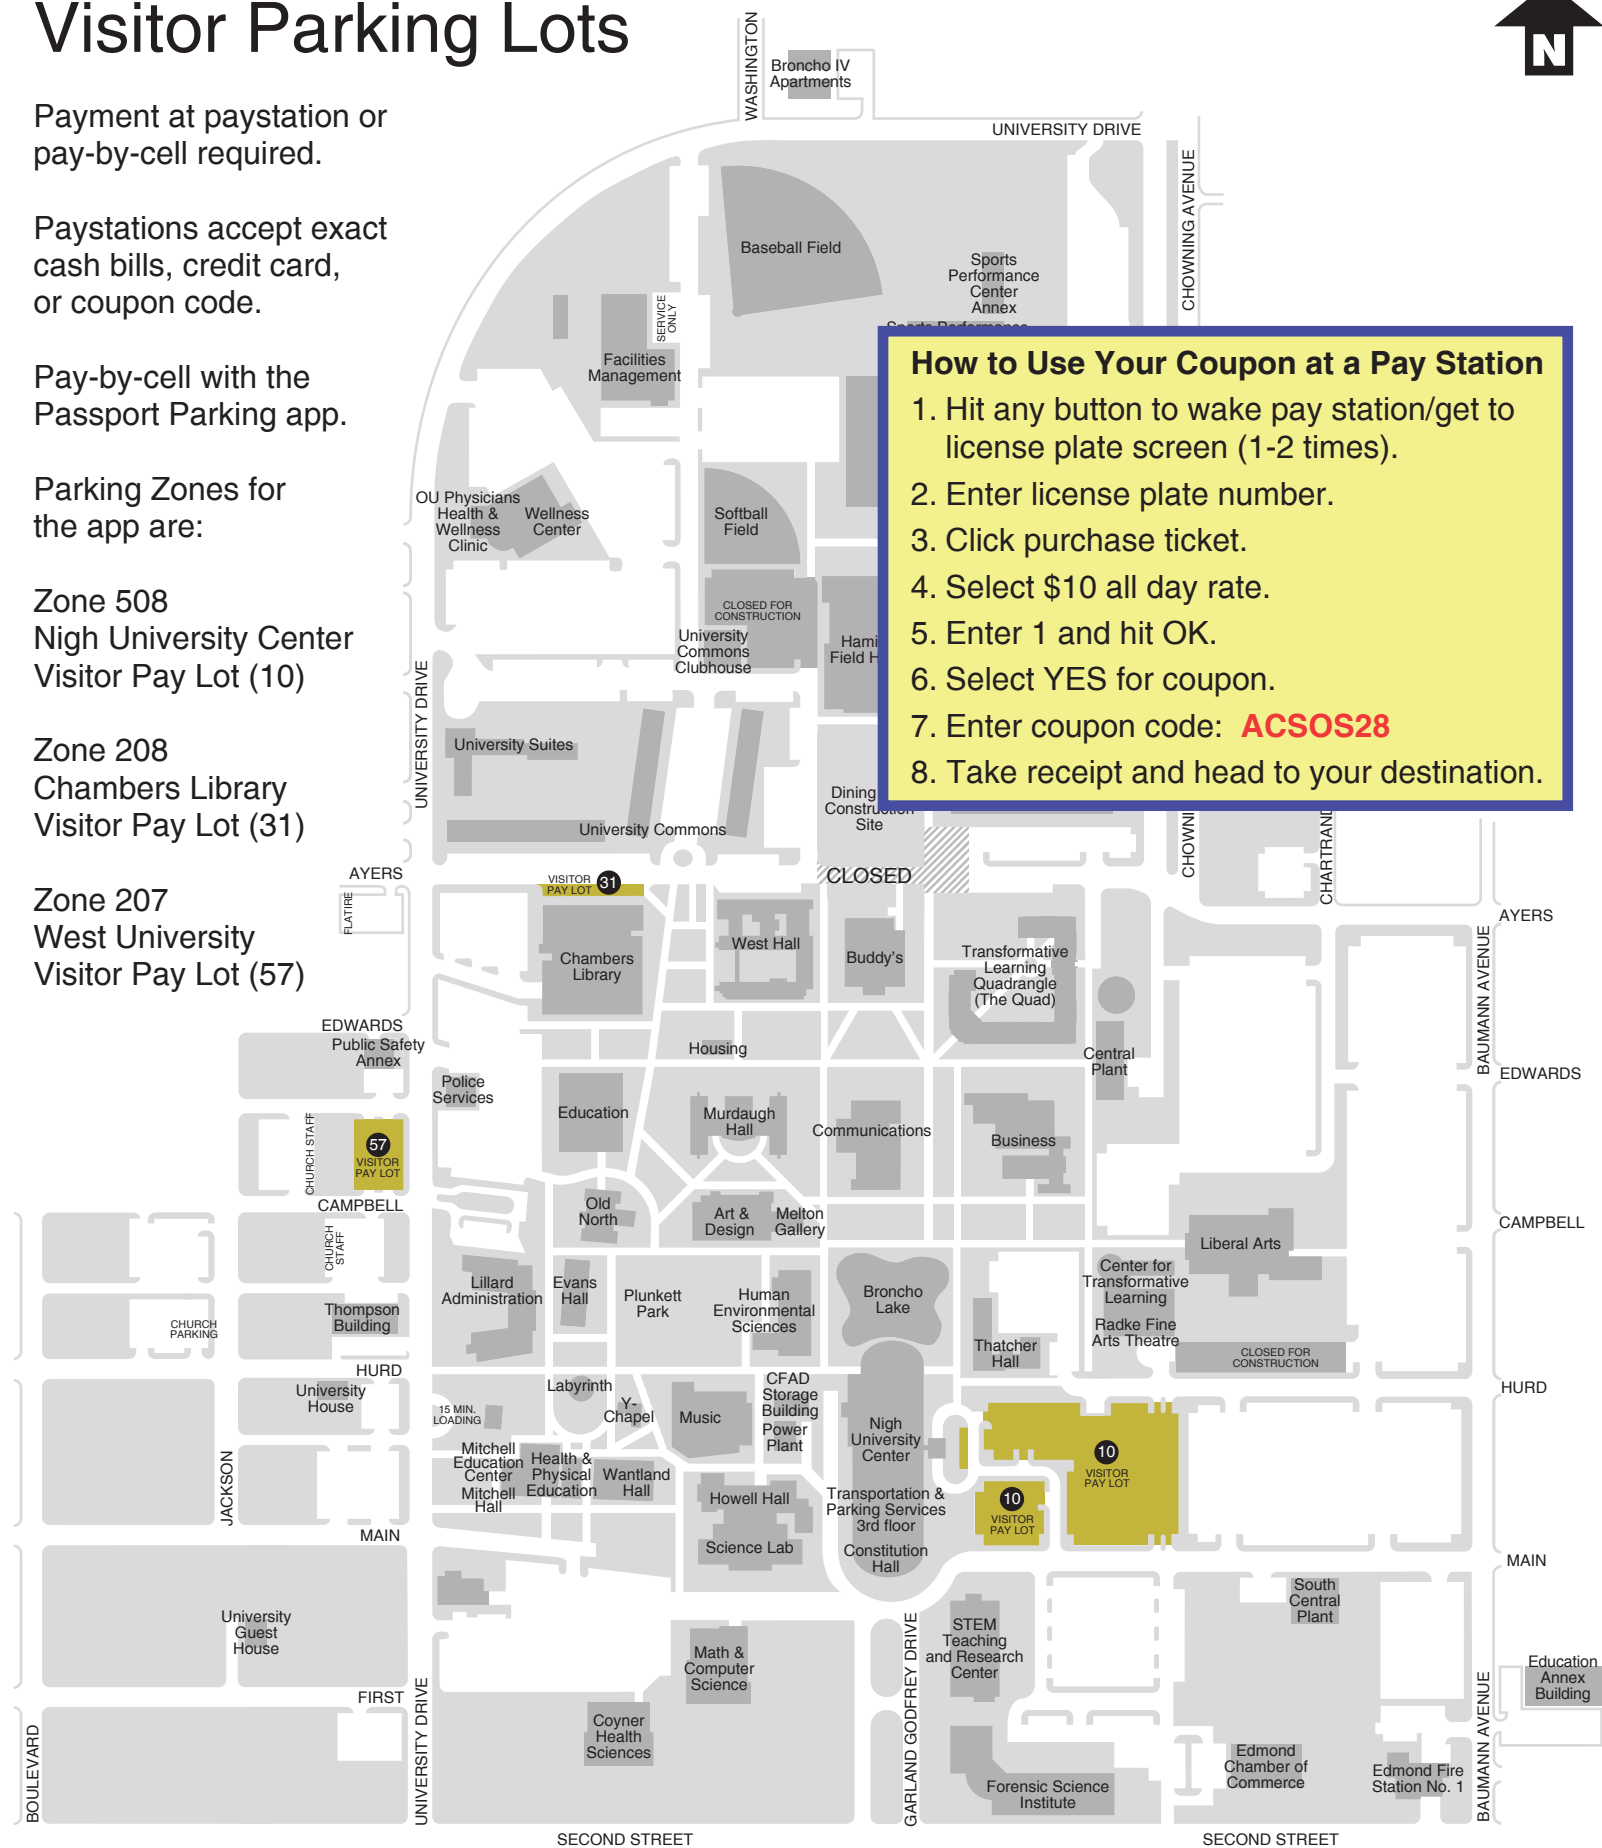 Visitor Parking Lots
N
Payment at paystation or
pay-by-cell required.
Paystations accept exact
cash bills, credit card,
or coupon code.
Pay-by-cell with the
Passport Parking app.
Parking Zones for
the app are:
Zone 508
Nigh University Center
Visitor Pay Lot (10)
Zone 208
Chambers Library
Visitor Pay Lot (31)
Zone 207
West University
Visitor Pay Lot (57)
How to Use Your Coupon at a Pay Station
1. Hit any button to wake pay station/get to
license plate screen (1-2 times).
2. Enter license plate number.
3. Click purchase ticket.
4. Select $10 all day rate.
5. Enter 1 and hit OK.
6. Select YES for coupon.
7. Enter coupon code: ACSOS28
8. Take receipt and head to your destination.
WASHINGTON
Broncho IV
Apartments
UNIVERSITY DRIVE
CHOWNING AVENUE
Baseball Field
Sports
Performance
Center
Annex
Sports Performance
SERVICE
ONLY
Facilities
Management
OU Physicians
Health &
Wellness
Clinic
Wellness
Center
Softball
Field
CLOSED FOR
CONSTRUCTION
University
Commons
Clubhouse
Hami
Field H
UNIVERSITY DRIVE
University Suites
University Commons
Dining
Construction
Site
CHOWNI
CHARTRAND
CLOSED
AYERS
FLATIRE
VISITOR
PAY LOT
31
AYERS
BAUMANN AVENUE
Chambers
Library
West Hall
Buddy's
Transformative
Learning
Quadrangle
(The Quad)
EDWARDS
Public Safety
Annex
Housing
Central
Plant
EDWARDS
Police
Services
Education
Murdaugh
Hall
Communications
Business
CHURCH STAFF
57
VISITOR
PAY LOT
CAMPBELL
CHURCH
STAFF
Old
North
Art &
Design
Melton
Gallery
CAMPBELL
Liberal Arts
Lillard
Administration
Evans
Hall
Plunkett
Park
Human
Environmental
Sciences
Broncho
Lake
Center for
Transformative
Learning
Radke Fine
Arts Theatre
Thompson
Building
CHURCH
PARKING
Thatcher
Hall
CLOSED FOR
CONSTRUCTION
HURD
HURD
University
House
15 MIN.
LOADING
Labyrinth
Y-
Chapel
Music
CFAD
Storage
Building
Power
Plant
Nigh
University
Center
10
VISITOR
PAY LOT
10
VISITOR
PAY LOT
JACKSON
Mitchell
Education
Center
Mitchell
Hall
Health &
Physical
Education
Wantland
Hall
Howell Hall
Transportation &
Parking Services
3rd floor
Constitution
Hall
Science Lab
MAIN
MAIN
South
Central
Plant
University
Guest
House
Math &
Computer
Science
STEM
Teaching
and Research
Center
GARLAND GODFREY DRIVE
Education
Annex
Building
FIRST
UNIVERSITY DRIVE
BOULEVARD
Coyner
Health
Sciences
BAUMANN AVENUE
Forensic Science
Institute
Edmond
Chamber of
Commerce
Edmond Fire
Station No. 1
SECOND STREET
SECOND STREET